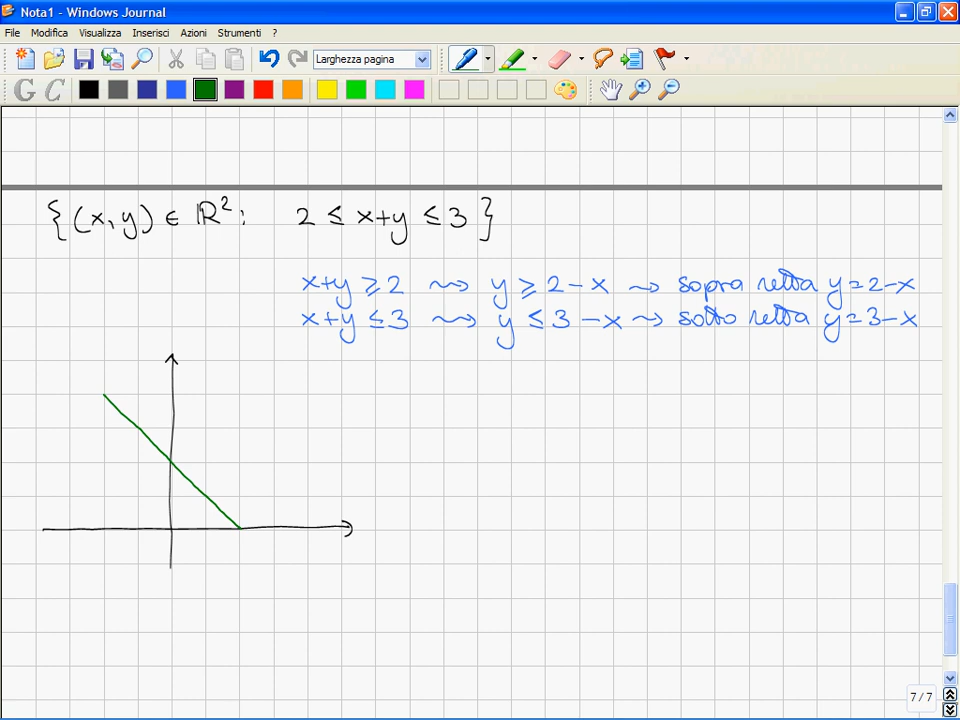 Nota1 - Windows Journal
File Modifica Visualizza Inserisci Azioni Strumenti ?
Larghezza pagina
G C
{(x,y) ∈ ℝ²: 2 ≤ x+y ≤ 3}
x+y ≥ 2 ⇝ y ≥ 2-x ⇝ sopra retta y=2-x
x+y ≤ 3 ⇝ y ≤ 3-x ⇝ sotto retta y=3-x
7/7